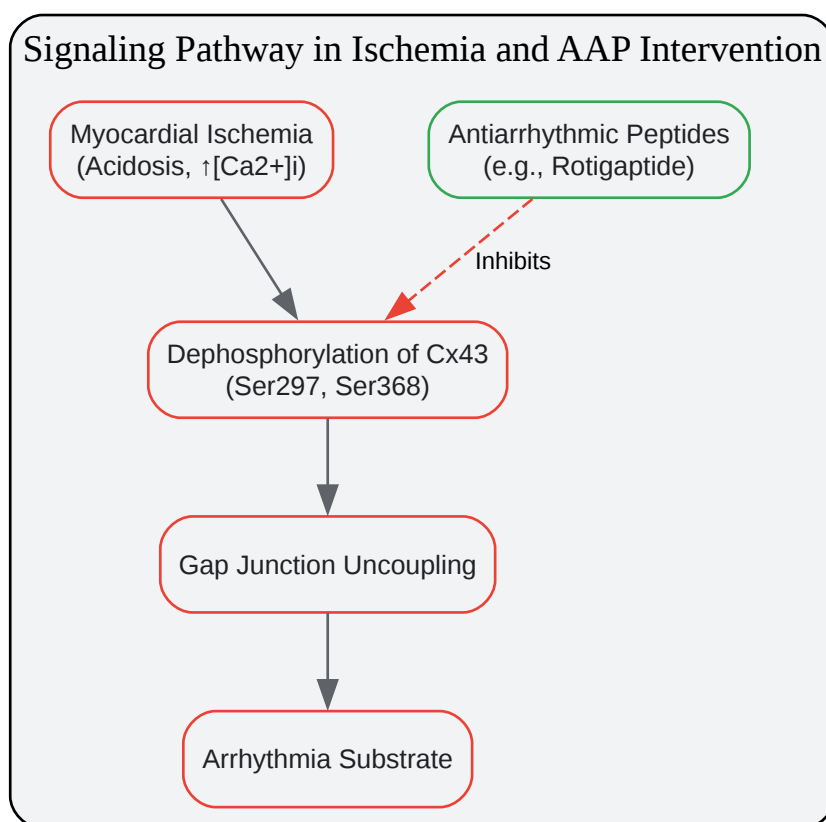 Signaling Pathway in Ischemia and AAP Intervention
Myocardial Ischemia
(Acidosis, ↑[Ca2+]i)
Antiarrhythmic Peptides
(e.g., Rotigaptide)
Inhibits
Dephosphorylation of Cx43
(Ser297, Ser368)
Gap Junction Uncoupling
Arrhythmia Substrate